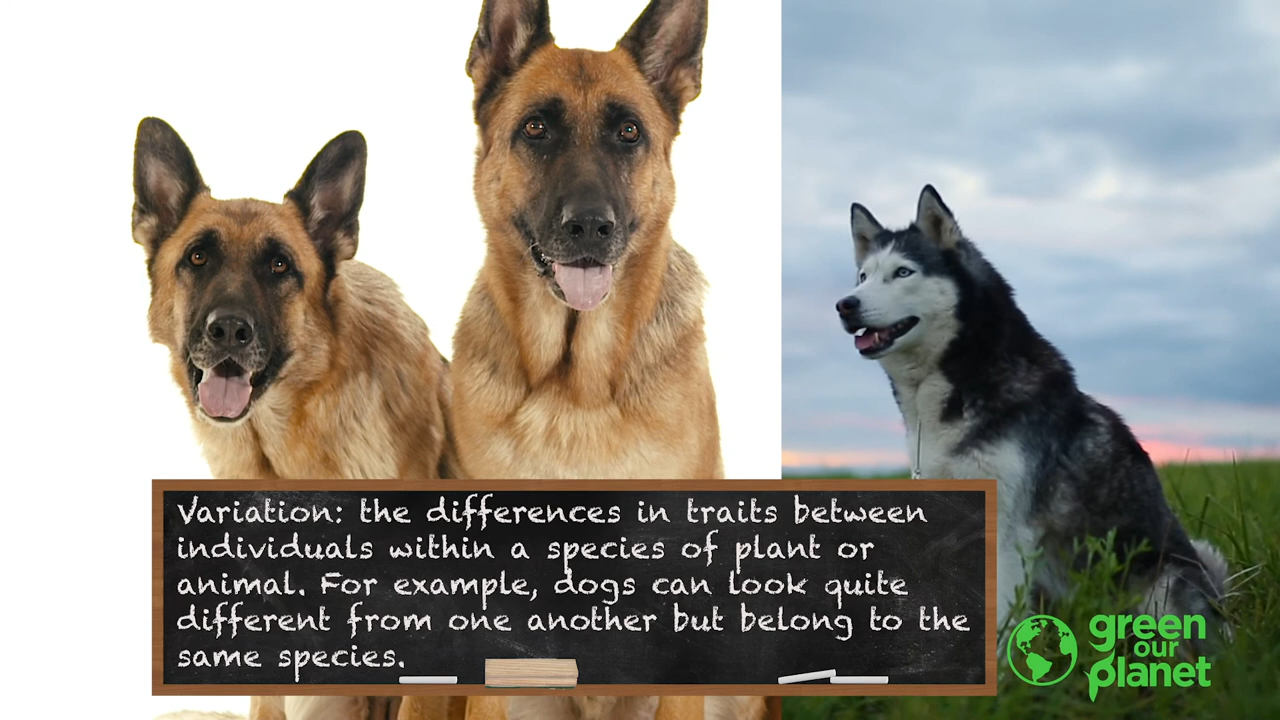 Variation: the differences in traits between
individuals within a species of plant or
animal. For example, dogs can look quite
different from one another but belong to the
same species.
green
our
planet